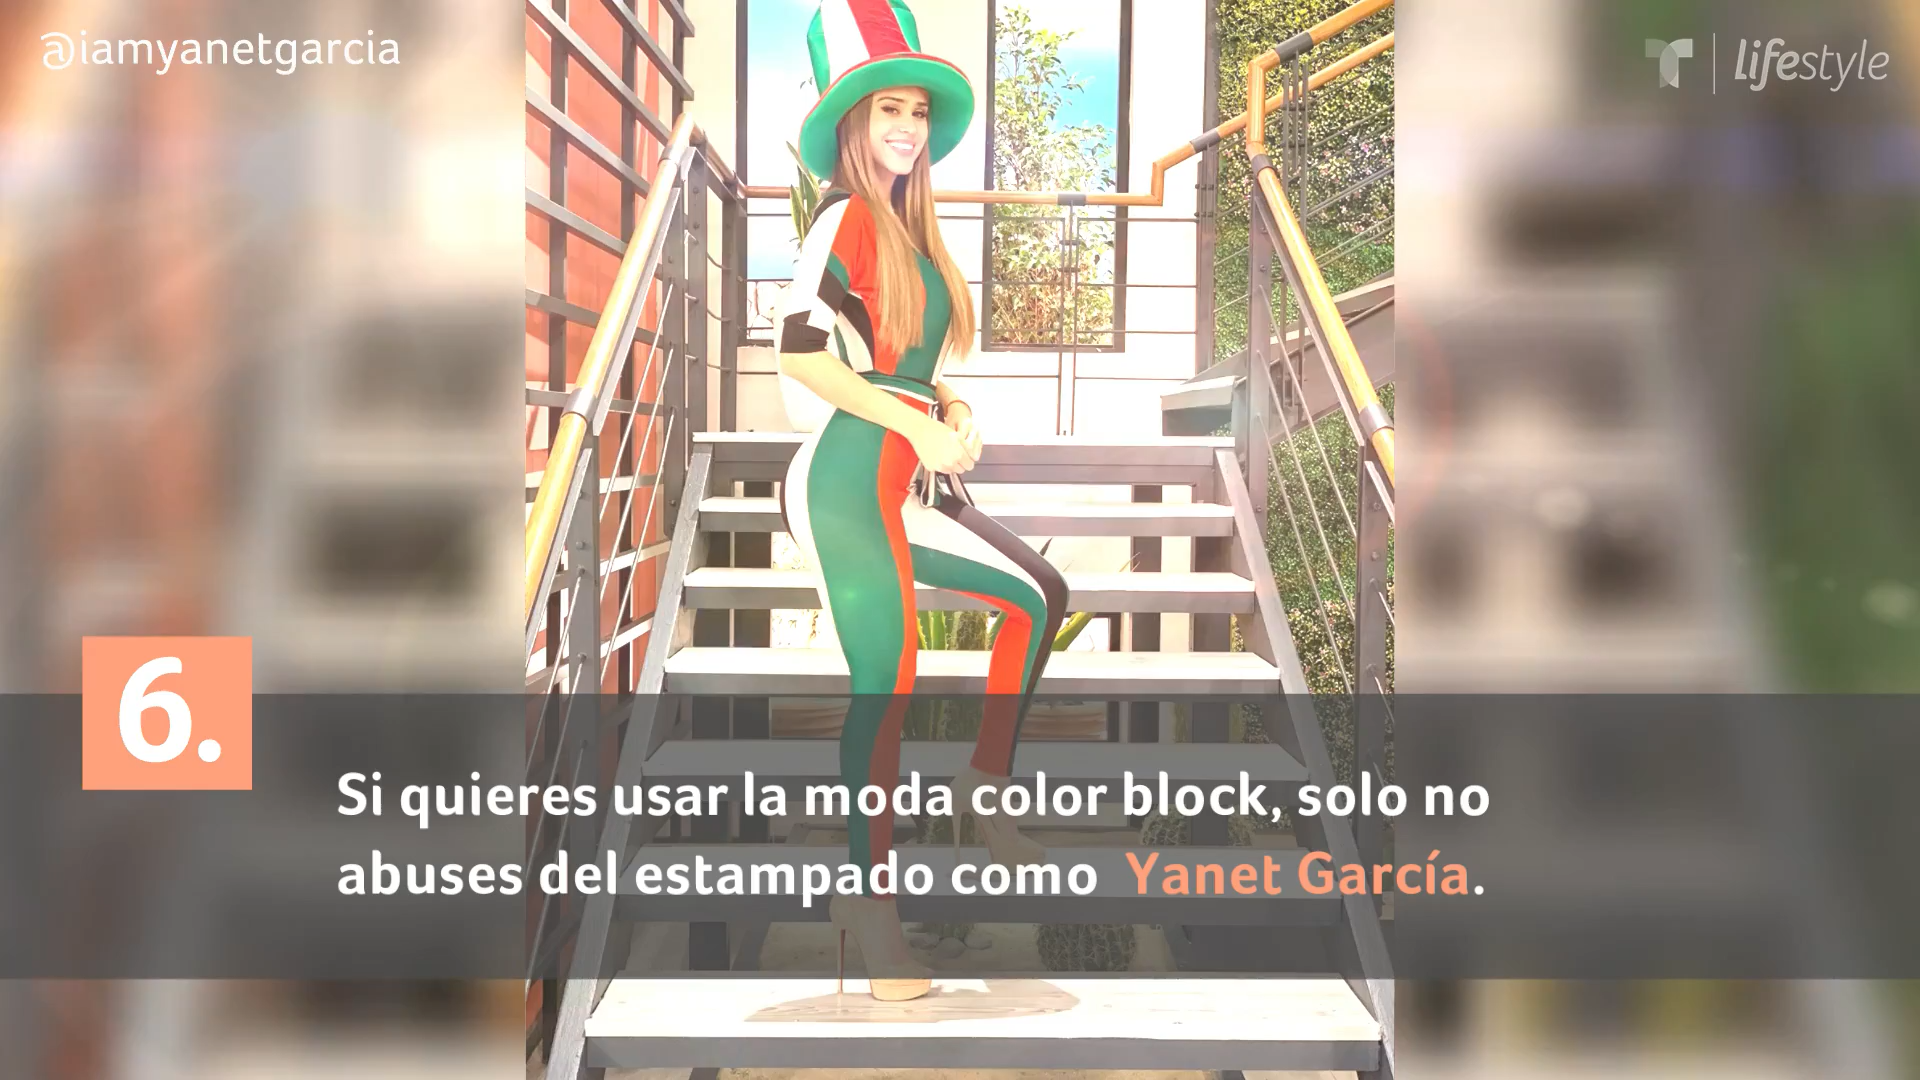 @iamyanetgarcia
lifestyle
6.
Si quieres usar la moda color block, solo no
abuses del estampado como Yanet García.